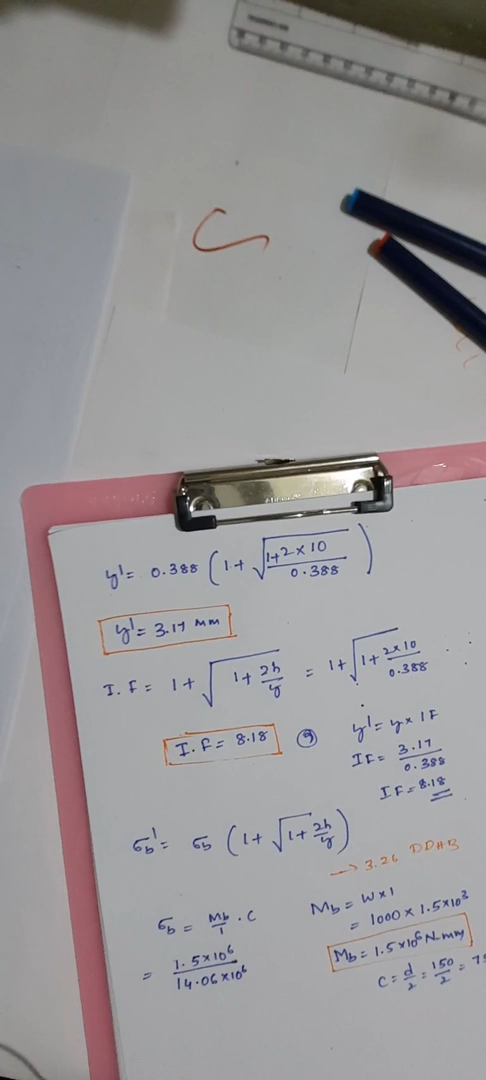 y' = 0.388 (1 + √(1+2×10/0.388))
y' = 3.17 mm
I.F = 1 + √(1 + 2h/y) = 1 + √(1 + 2×10/0.388)
I.F = 8.18
y' = y × IF
IF = 3.17/0.388
IF = 8.18
σb' = σb (1 + √(1 + 2h/y))
→ 3.26 DDHB
σb = Mb/I · C
= 1.5×10⁶/14.06×10⁶
Mb = W×l
= 1000 × 1.5×10³
Mb = 1.5×10⁶ N-mm
C = d/2 = 150/2 =